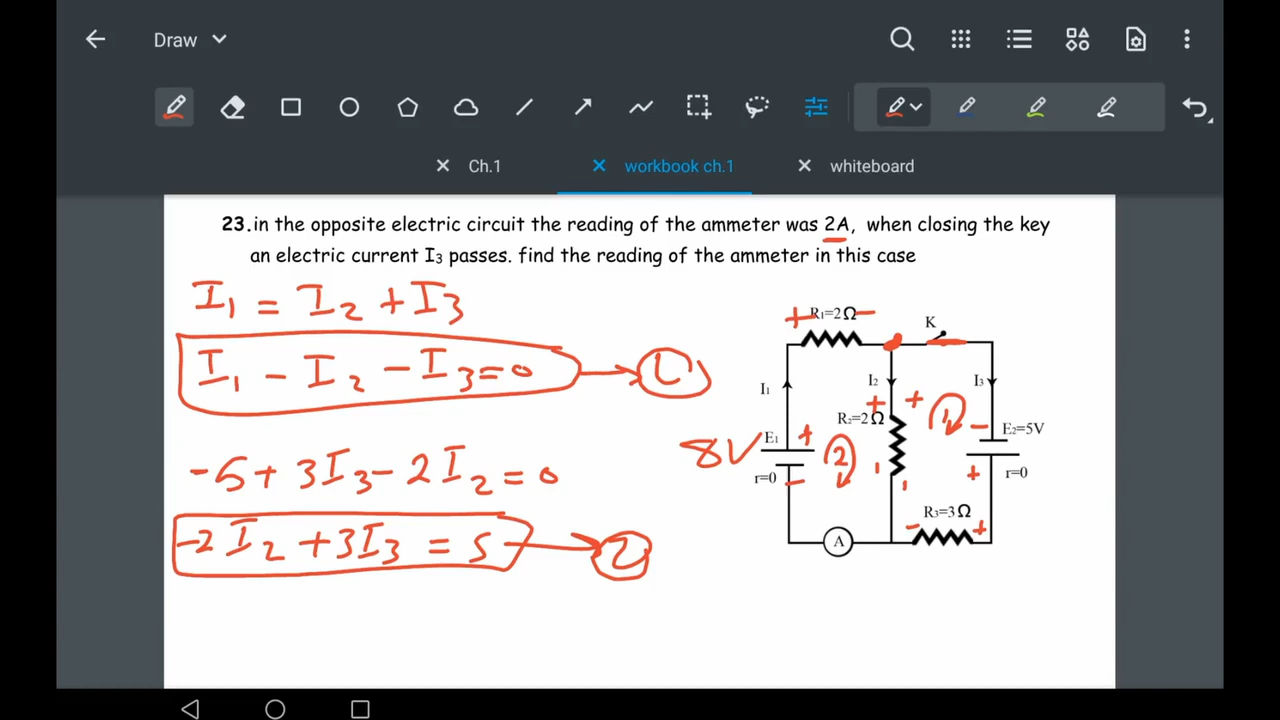 Draw
Ch.1
workbook ch.1
whiteboard
23. in the opposite electric circuit the reading of the ammeter was 2A, when closing the key
an electric current I3 passes. find the reading of the ammeter in this case
I1 = I2 + I3
I1 - I2 - I3 = 0 → 1
-5 + 3I3 - 2I2 = 0
-2I2 + 3I3 = 5 → 2
+ R1=2Ω -
K
I1
I2
I3
+ +
R2=2Ω
1
-
E2=5V
8V
E1
+
2
r=0
-
+
r=0
R3=3Ω
- +
A